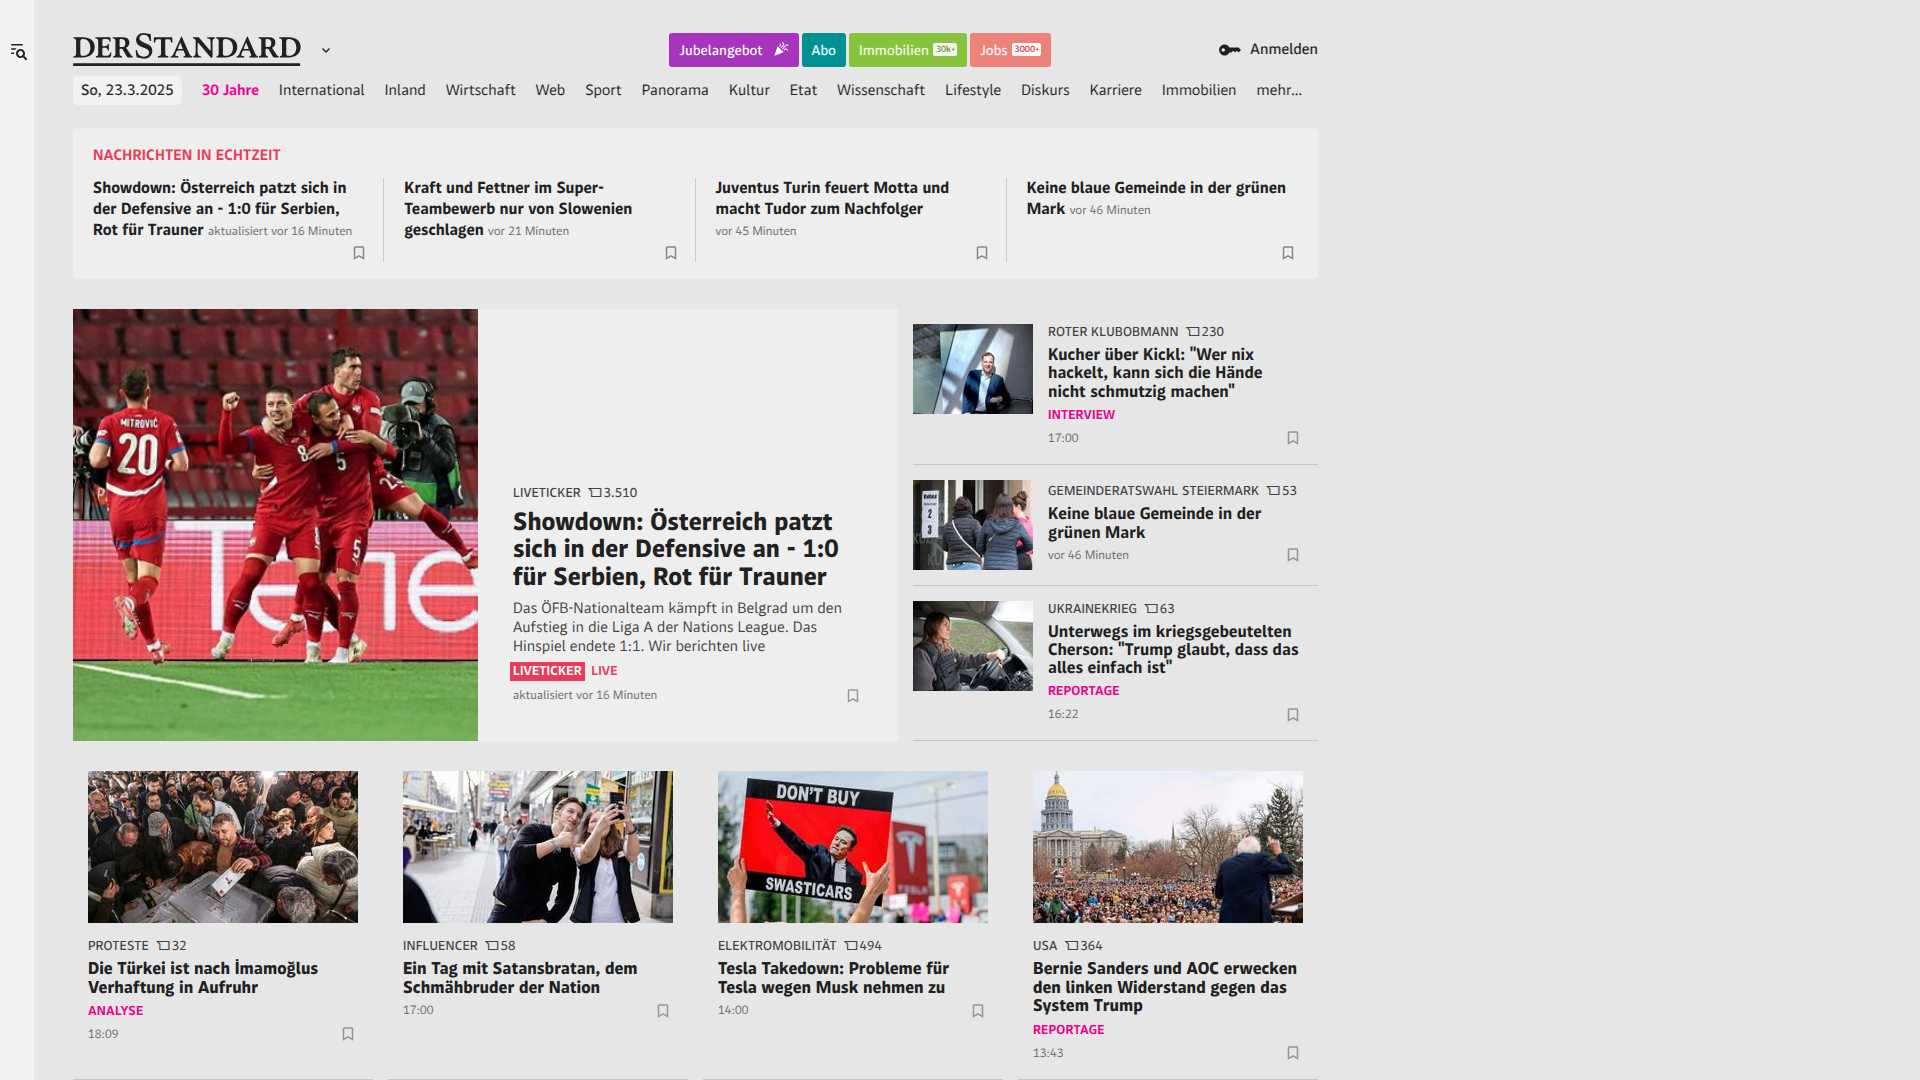 DERSTANDARD
Jubelangebot
Abo
Immobilien 30k+
Jobs 3000+
Anmelden
So, 23.3.2025
30 Jahre
International
Inland
Wirtschaft
Web
Sport
Panorama
Kultur
Etat
Wissenschaft
Lifestyle
Diskurs
Karriere
Immobilien
mehr...
NACHRICHTEN IN ECHTZEIT
Showdown: Österreich patzt sich in
der Defensive an - 1:0 für Serbien,
Rot für Trauner aktualisiert vor 16 Minuten
Kraft und Fettner im Super-
Teambewerb nur von Slowenien
geschlagen vor 21 Minuten
Juventus Turin feuert Motta und
macht Tudor zum Nachfolger
vor 45 Minuten
Keine blaue Gemeinde in der grünen
Mark vor 46 Minuten
MITROVIĆ
20
8
5
23
5
LIVETICKER 3.510
Showdown: Österreich patzt
sich in der Defensive an - 1:0
für Serbien, Rot für Trauner
Das ÖFB-Nationalteam kämpft in Belgrad um den
Aufstieg in die Liga A der Nations League. Das
Hinspiel endete 1:1. Wir berichten live
LIVETICKER LIVE
aktualisiert vor 16 Minuten
ROTER KLUBOBMANN 230
Kucher über Kickl: "Wer nix
hackelt, kann sich die Hände
nicht schmutzig machen"
INTERVIEW
17:00
2
3
GEMEINDERATSWAHL STEIERMARK 53
Keine blaue Gemeinde in der
grünen Mark
vor 46 Minuten
UKRAINEKRIEG 63
Unterwegs im kriegsgebeutelten
Cherson: "Trump glaubt, dass das
alles einfach ist"
REPORTAGE
16:22
PROTESTE 32
Die Türkei ist nach İmamoğlus
Verhaftung in Aufruhr
ANALYSE
18:09
INFLUENCER 58
Ein Tag mit Satansbratan, dem
Schmähbruder der Nation
17:00
DON'T BUY
SWASTICARS
TESLA
ELEKTROMOBILITÄT 494
Tesla Takedown: Probleme für
Tesla wegen Musk nehmen zu
14:00
USA 364
Bernie Sanders und AOC erwecken
den linken Widerstand gegen das
System Trump
REPORTAGE
13:43